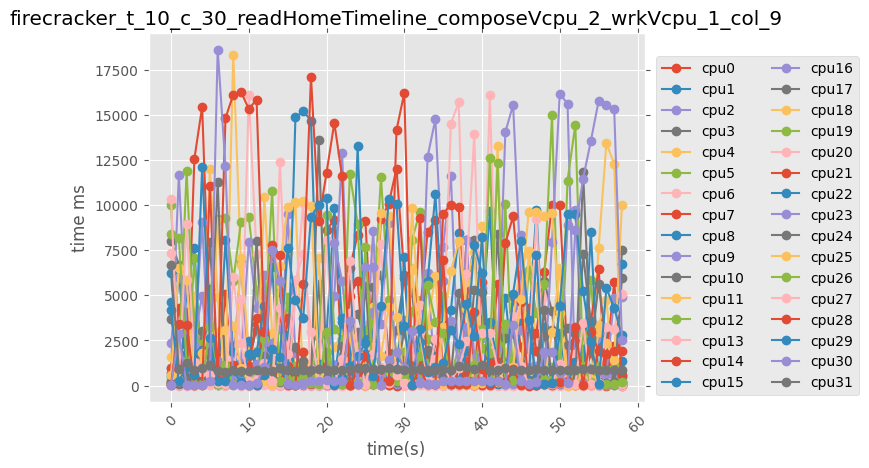 firecracker_t_10_c_30_readHomeTimeline_composeVcpu_2_wrkVcpu_1_col_9
time ms
17500
15000
12500
10000
7500
5000
2500
0
0
10
20
30
40
50
60
time(s)
cpu0
cpu1
cpu2
cpu3
cpu4
cpu5
cpu6
cpu7
cpu8
cpu9
cpu10
cpu11
cpu12
cpu13
cpu14
cpu15
cpu16
cpu17
cpu18
cpu19
cpu20
cpu21
cpu22
cpu23
cpu24
cpu25
cpu26
cpu27
cpu28
cpu29
cpu30
cpu31